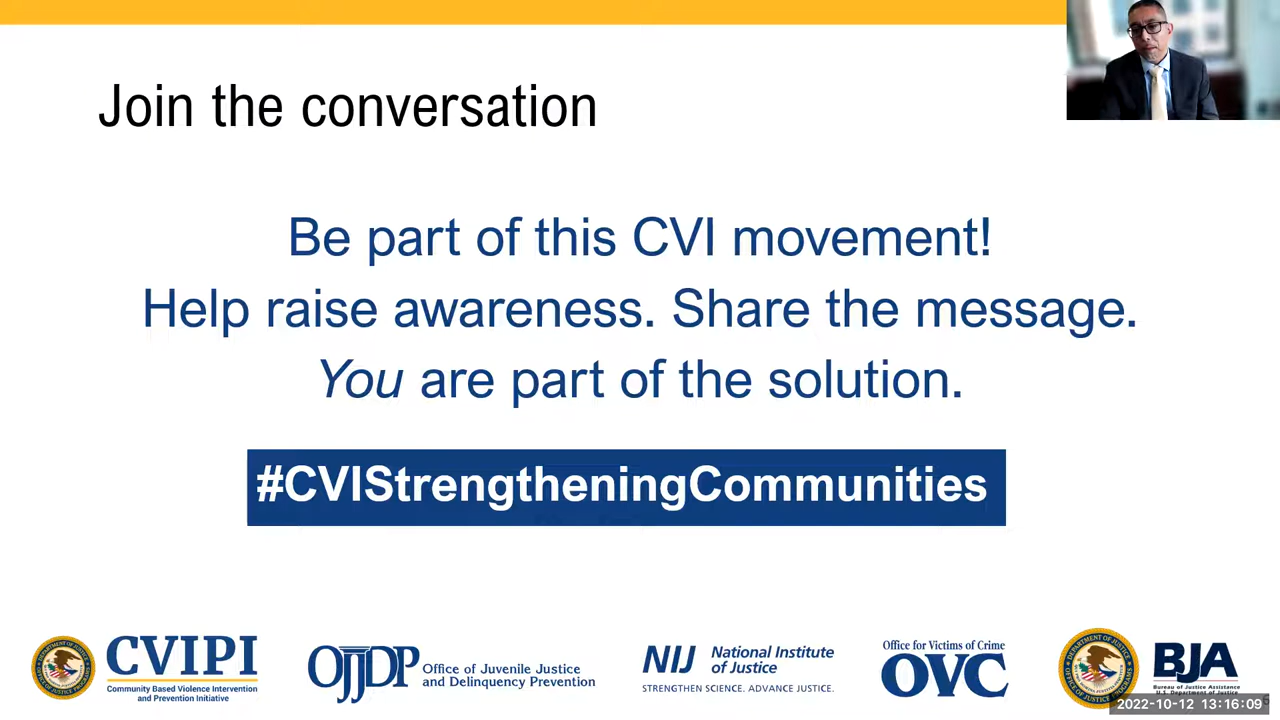 Join the conversation
Be part of this CVI movement!
Help raise awareness. Share the message.
You are part of the solution.
#CVIStrengtheningCommunities
CVIPI
Community Based Violence Intervention
and Prevention Initiative
OJJDP
Office of Juvenile Justice
and Delinquency Prevention
NIJ
National Institute
of Justice
STRENGTHEN SCIENCE. ADVANCE JUSTICE.
Office for Victims of Crime
OVC
BJA
Bureau of Justice Assistance
U.S. Department of Justice
2022-10-12 13:16:09